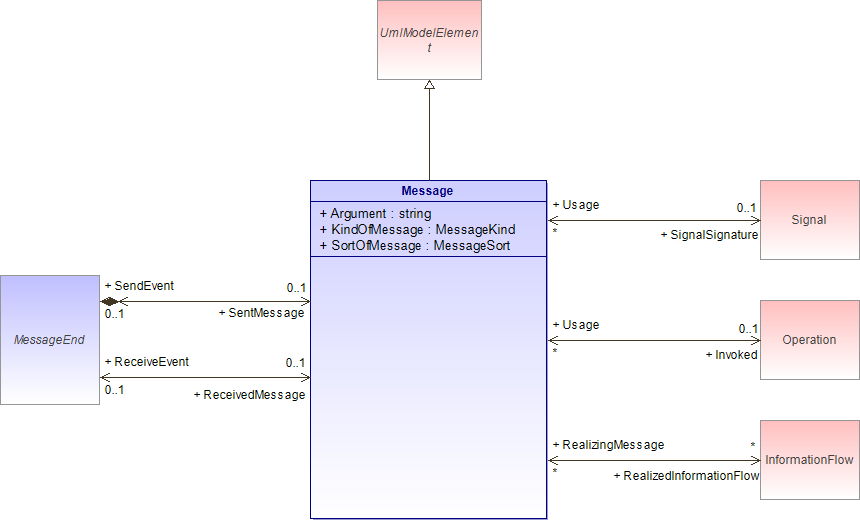 UmlModelElemen
t
Message
+ Argument : string
+ KindOfMessage : MessageKind
+ SortOfMessage : MessageSort
+ Usage
0..1
*
+ SignalSignature
Signal
MessageEnd
+ SendEvent
0..1
0..1
+ SentMessage
+ ReceiveEvent
0..1
0..1
+ ReceivedMessage
+ Usage
0..1
*
+ Invoked
Operation
+ RealizingMessage
*
*
+ RealizedInformationFlow
InformationFlow